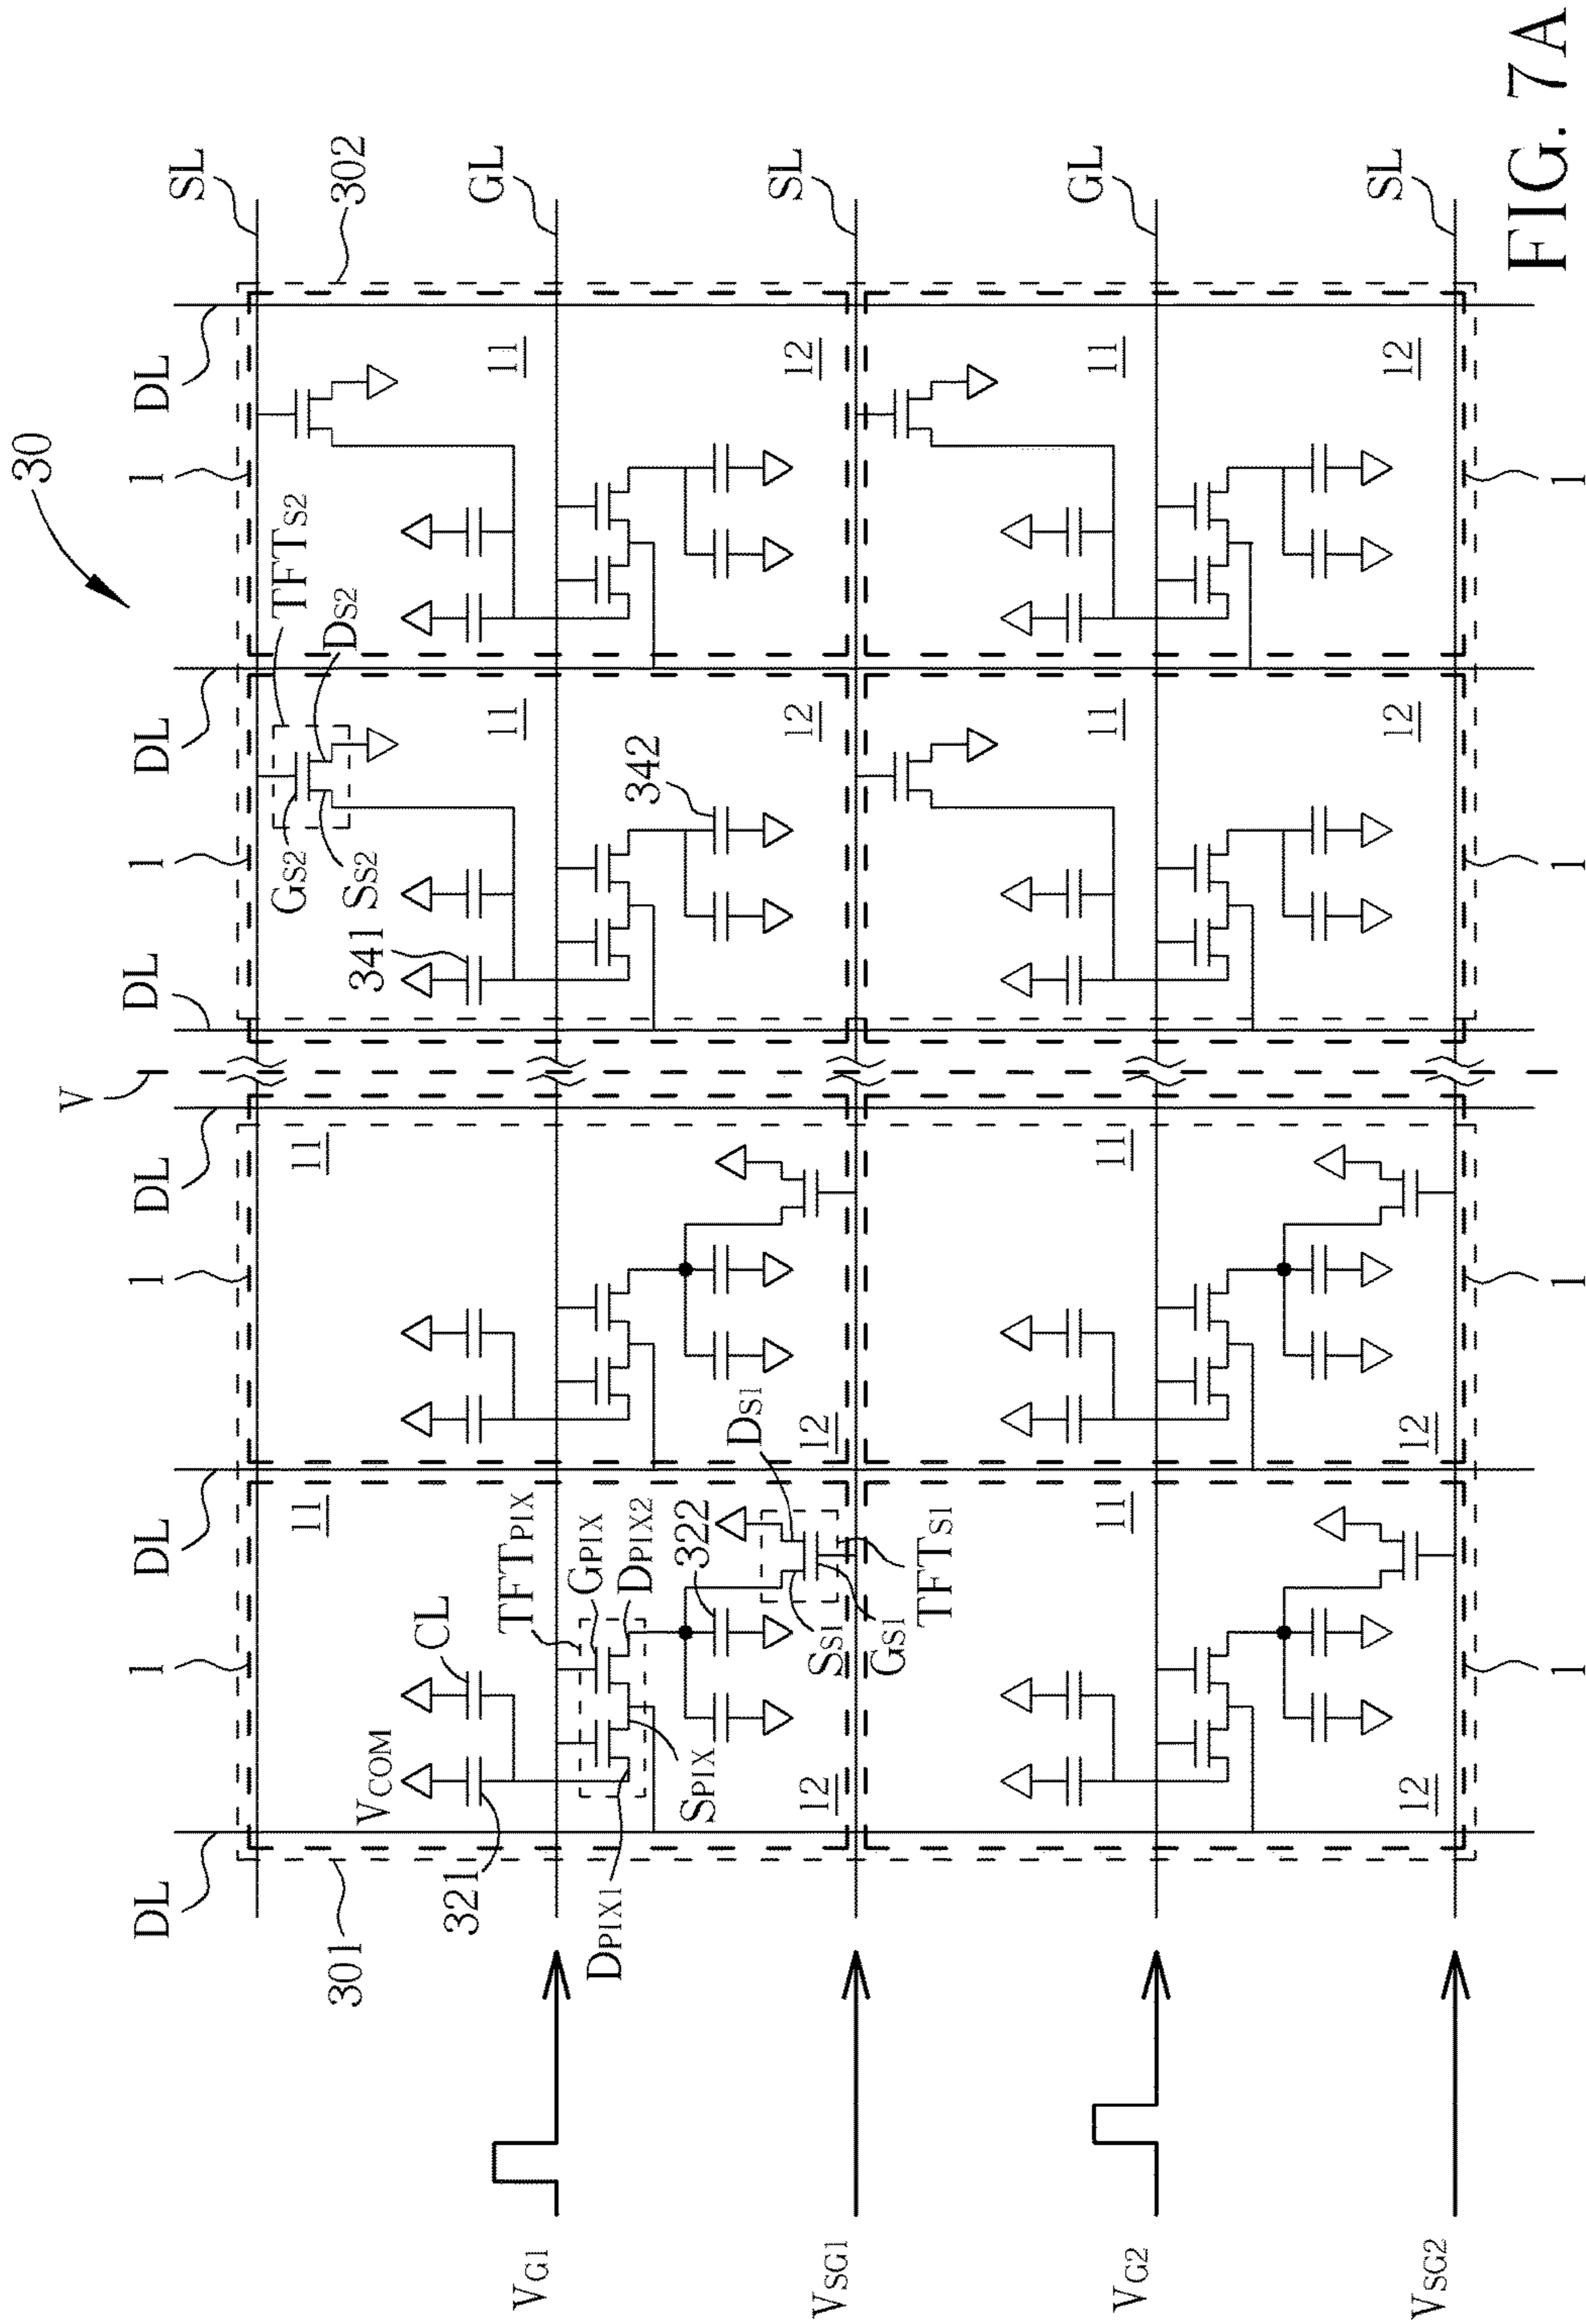 30
DL
DL
DL
V
DL
DL
DL
1
1
1
1
SL
302
TFTS2
GS2
SS2
DS2
11
11
11
11
VCOM
CL
341
321
301
GL
TFTPIX
GPIX
DPIX2
DPIX1
SPIX
322
342
DS1
SS1
GS1
TFTS1
12
12
12
12
SL
11
11
11
11
GL
12
12
12
12
SL
1
1
1
1
VG1
VSG1
VG2
VSG2
FIG. 7A